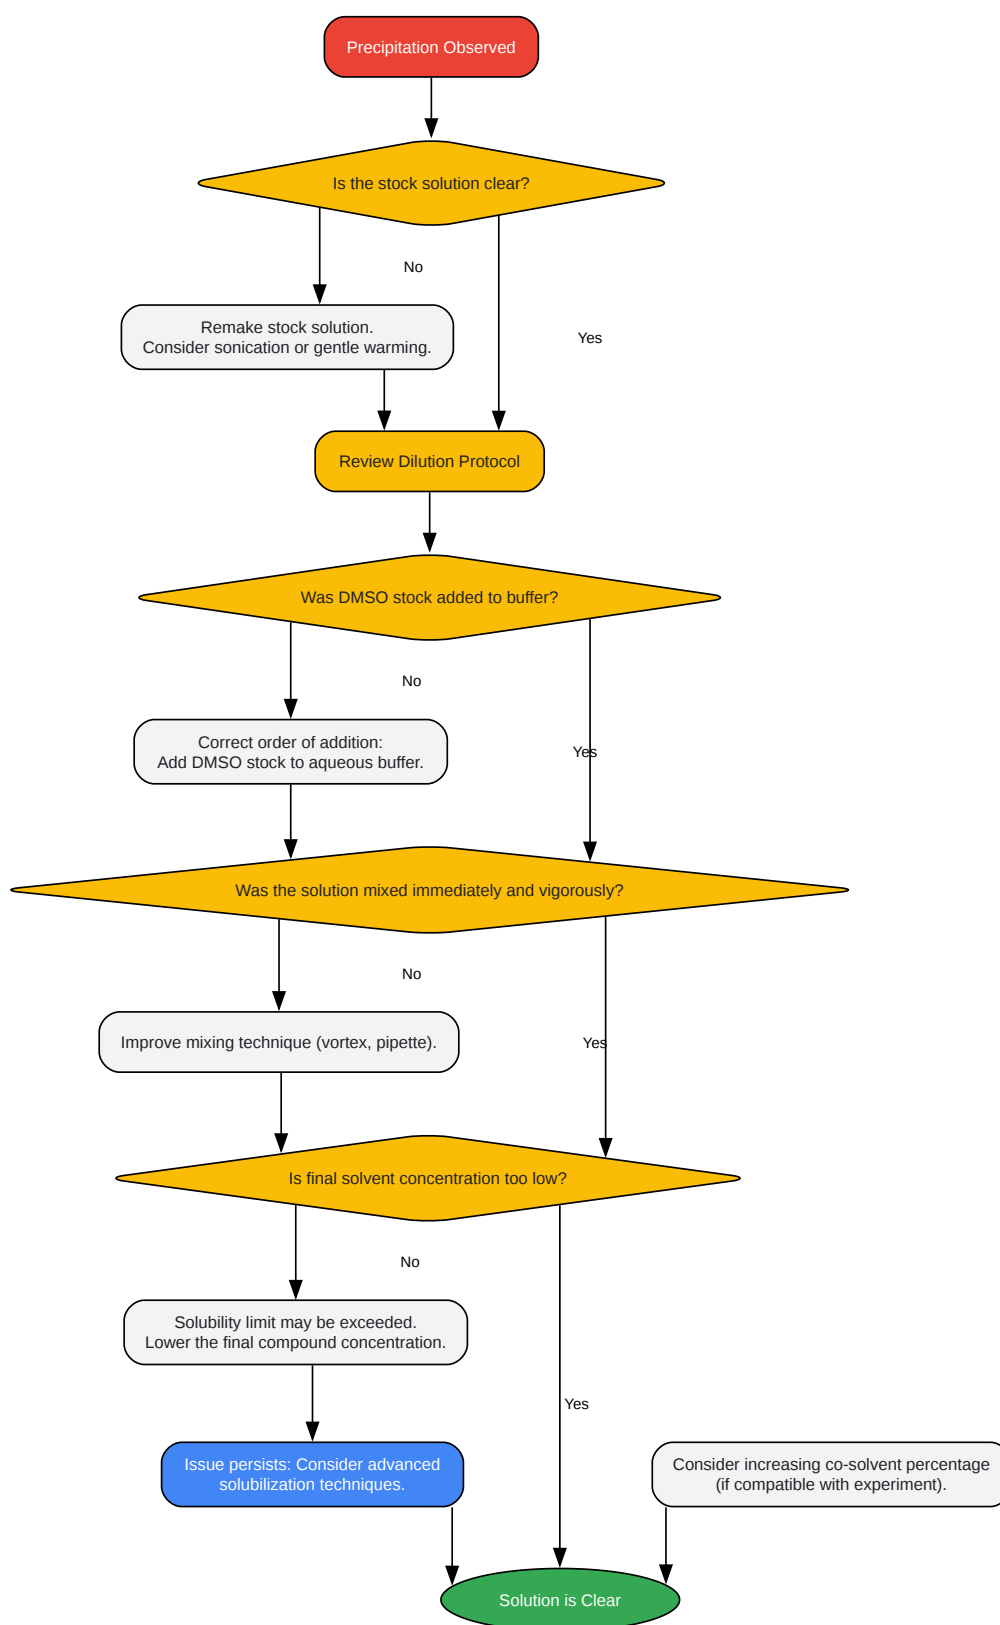 Precipitation Observed
Is the stock solution clear?
No
Remake stock solution.
Consider sonication or gentle warming.
Yes
Review Dilution Protocol
Was DMSO stock added to buffer?
No
Correct order of addition:
Add DMSO stock to aqueous buffer.
Yes
Was the solution mixed immediately and vigorously?
No
Improve mixing technique (vortex, pipette).
Yes
Is final solvent concentration too low?
No
Solubility limit may be exceeded.
Lower the final compound concentration.
Yes
Issue persists: Consider advanced
solubilization techniques.
Consider increasing co-solvent percentage
(if compatible with experiment).
Solution is Clear